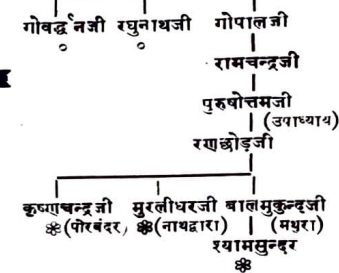 गोवर्द्धनजी रघुनाथजी गोपालजी
रामचन्द्रजी
पुरुषोत्तमजी
(उपाध्याय)
रणछोड़जी
कृष्णचन्द्रजी मुरलीधरजी बालमुकुन्दजी
(पोरबंदर, (नाथद्वारा) (मथुरा)
श्यामसुन्दर